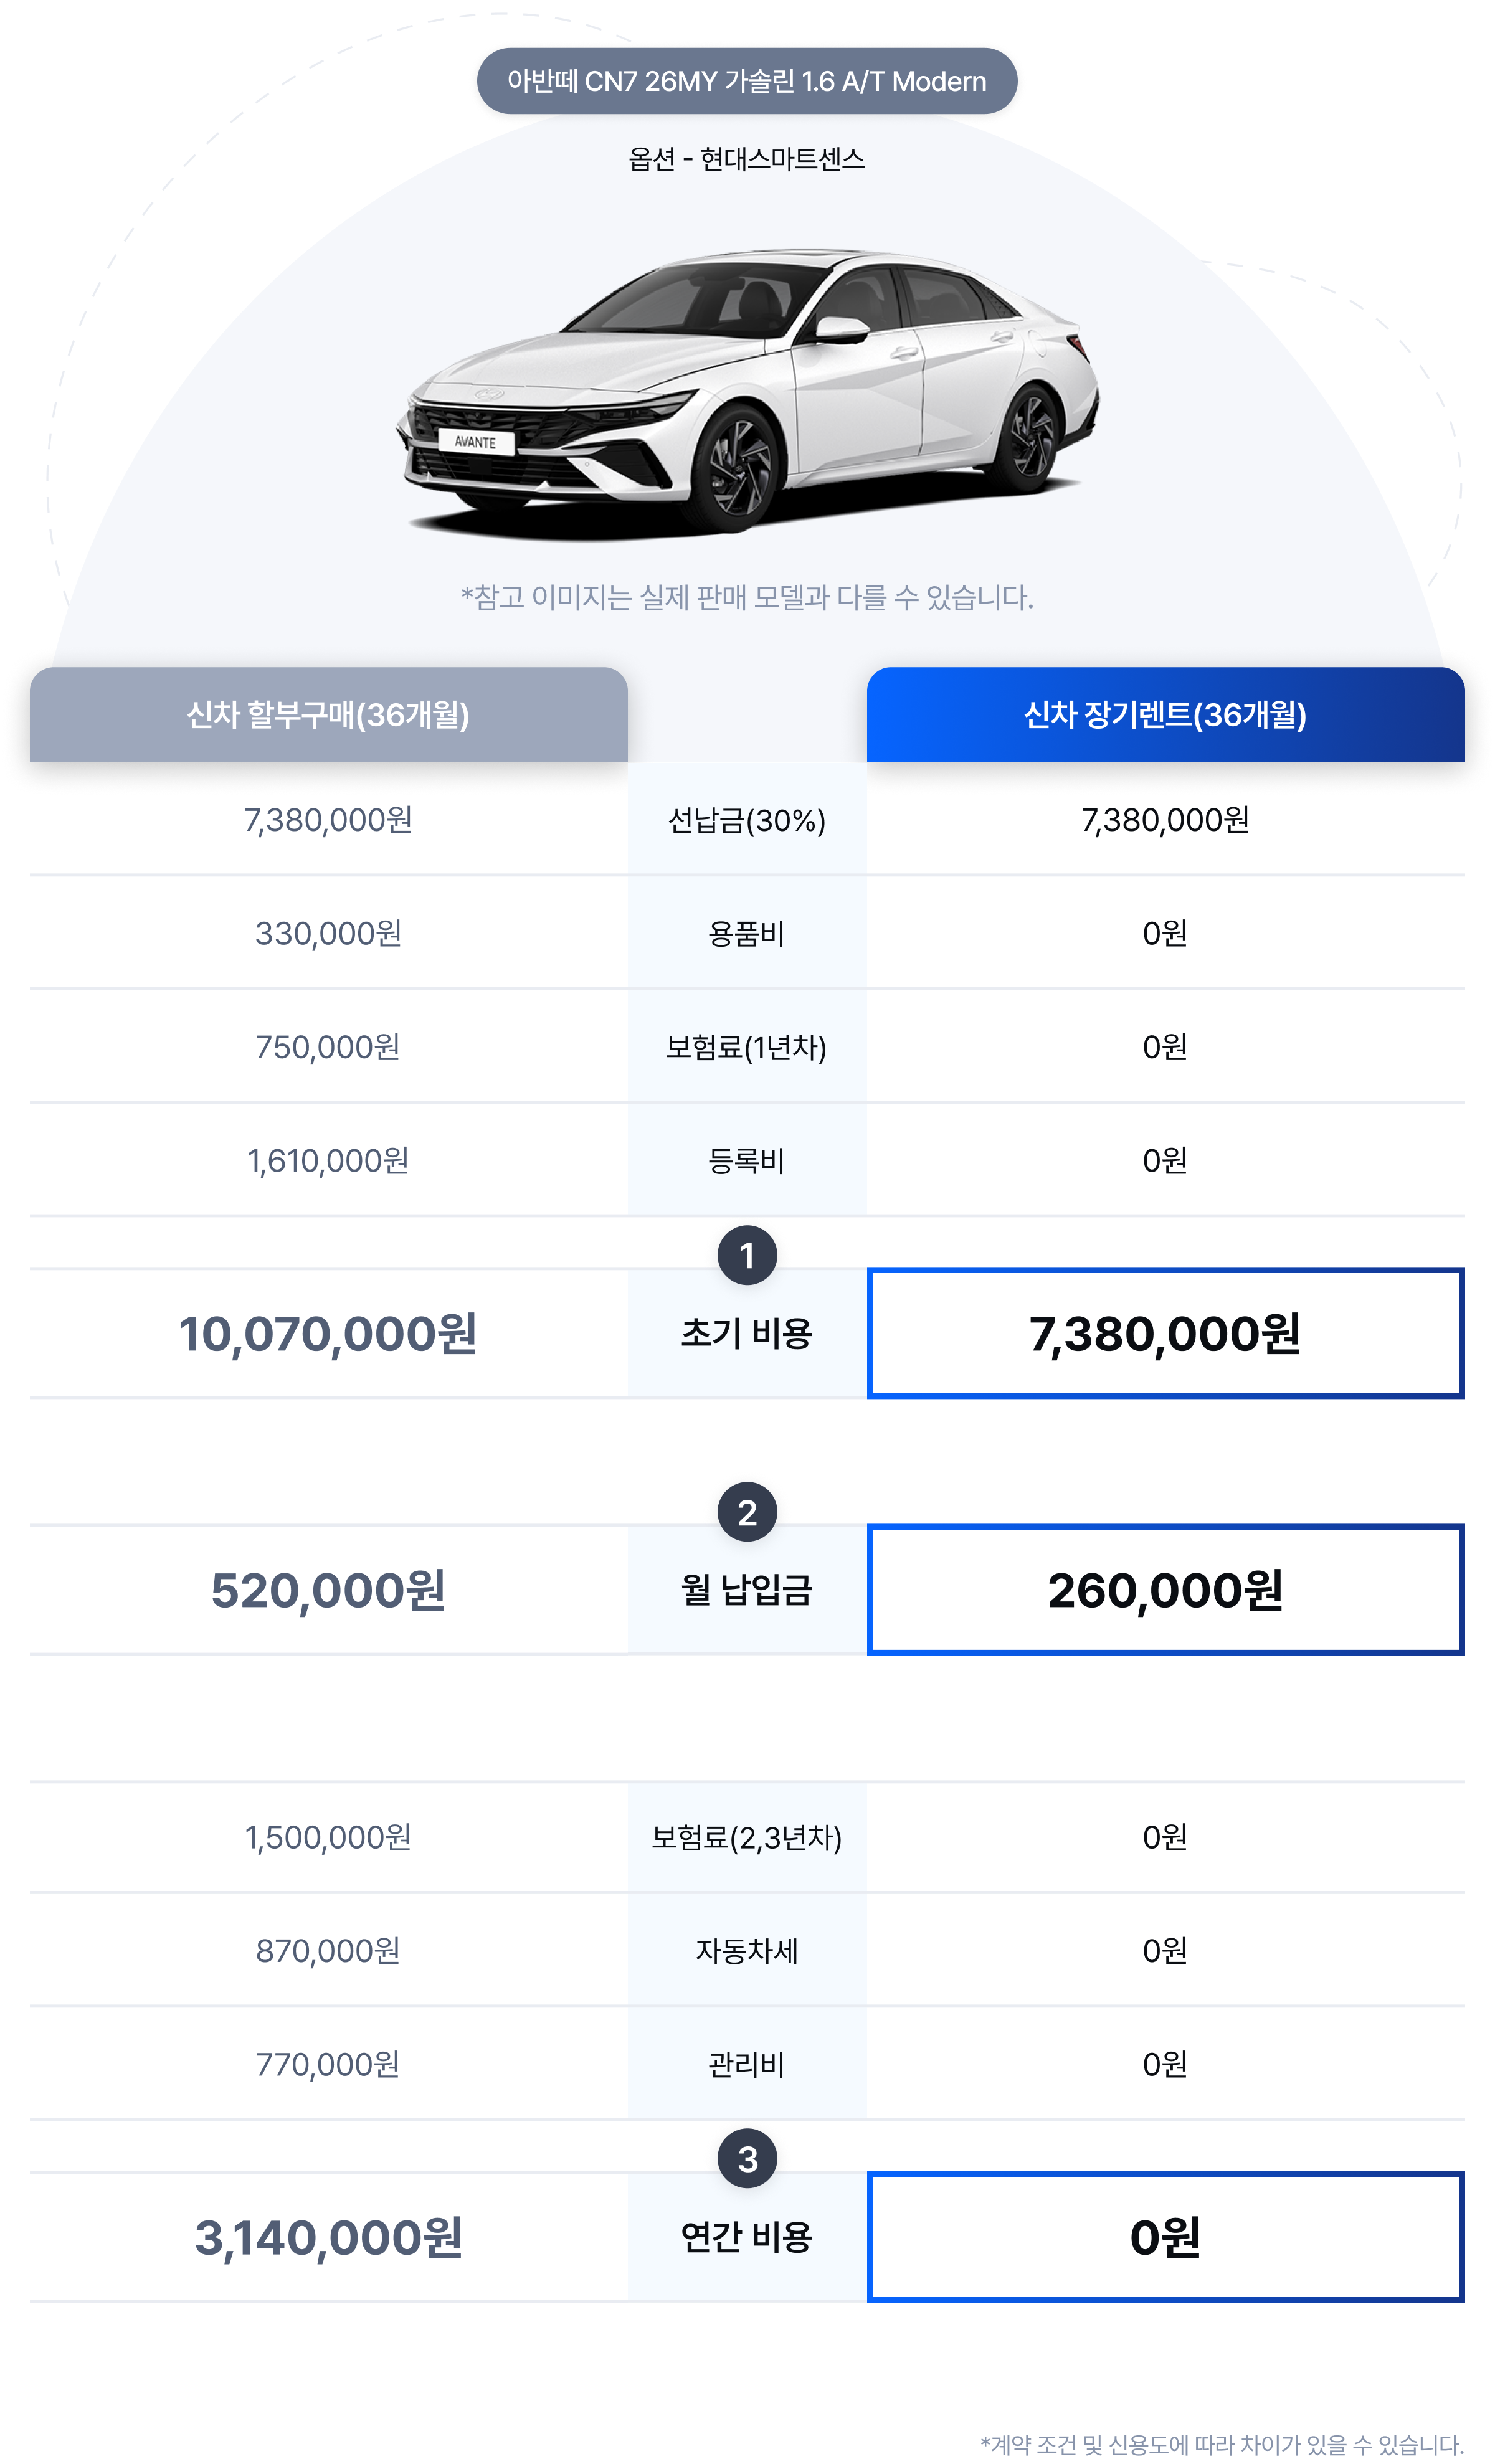 아반떼 CN7 26MY 가솔린 1.6 A/T Modern
옵션 - 현대스마트센스
AVANTE
*참고 이미지는 실제 판매 모델과 다를 수 있습니다.
신차 할부구매(36개월) 신차 장기렌트(36개월)
7,380,000원 선납금(30%) 7,380,000원
330,000원 용품비 0원
750,000원 보험료(1년차) 0원
1,610,000원 등록비 0원
1
10,070,000원 초기 비용 7,380,000원
2
520,000원 월 납입금 260,000원
1,500,000원 보험료(2,3년차) 0원
870,000원 자동차세 0원
770,000원 관리비 0원
3
3,140,000원 연간 비용 0원
*계약 조건 및 신용도에 따라 차이가 있을 수 있습니다.